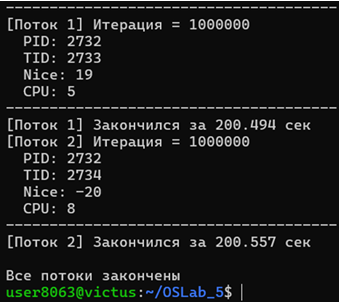 ---------------------------------------
[Поток 1] Итерация = 1000000
PID: 2732
TID: 2733
Nice: 19
CPU: 5
---------------------------------------
[Поток 1] Закончился за 200.494 сек
[Поток 2] Итерация = 1000000
PID: 2732
TID: 2734
Nice: -20
CPU: 8
---------------------------------------
[Поток 2] Закончился за 200.557 сек

Все потоки закончены
user8063@victus:~/OSLab_5$